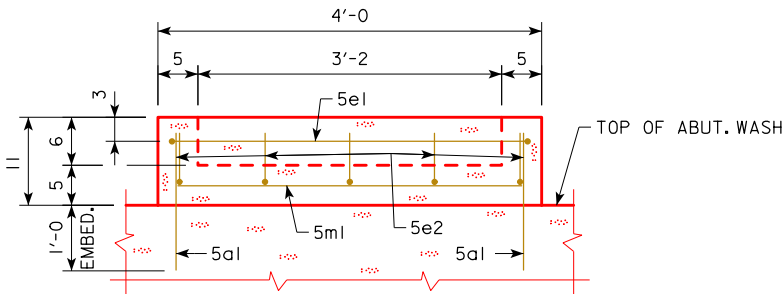 4'-0
5 3'-2 5
3
5el
TOP OF ABUT. WASH
6
11
5
5ml
5e2
1'-0
EMBED.
5al 5al